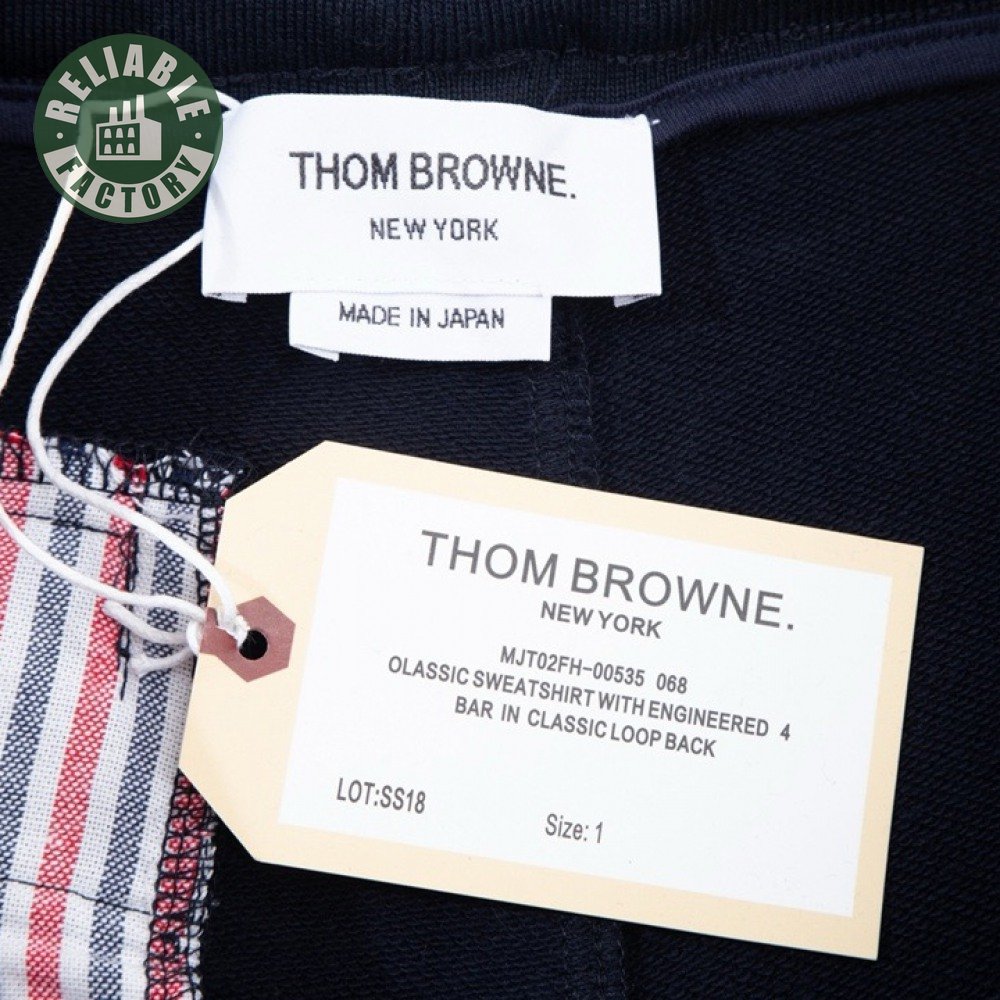 RELIABLE
FACTORY
THOM BROWNE.
NEW YORK
MADE IN JAPAN
THOM BROWNE.
NEW YORK
MJT02FH-00535 068
OLASSIC SWEATSHIRT WITH ENGINEERED 4
BAR IN CLASSIC LOOP BACK
LOT:SS18
Size: 1